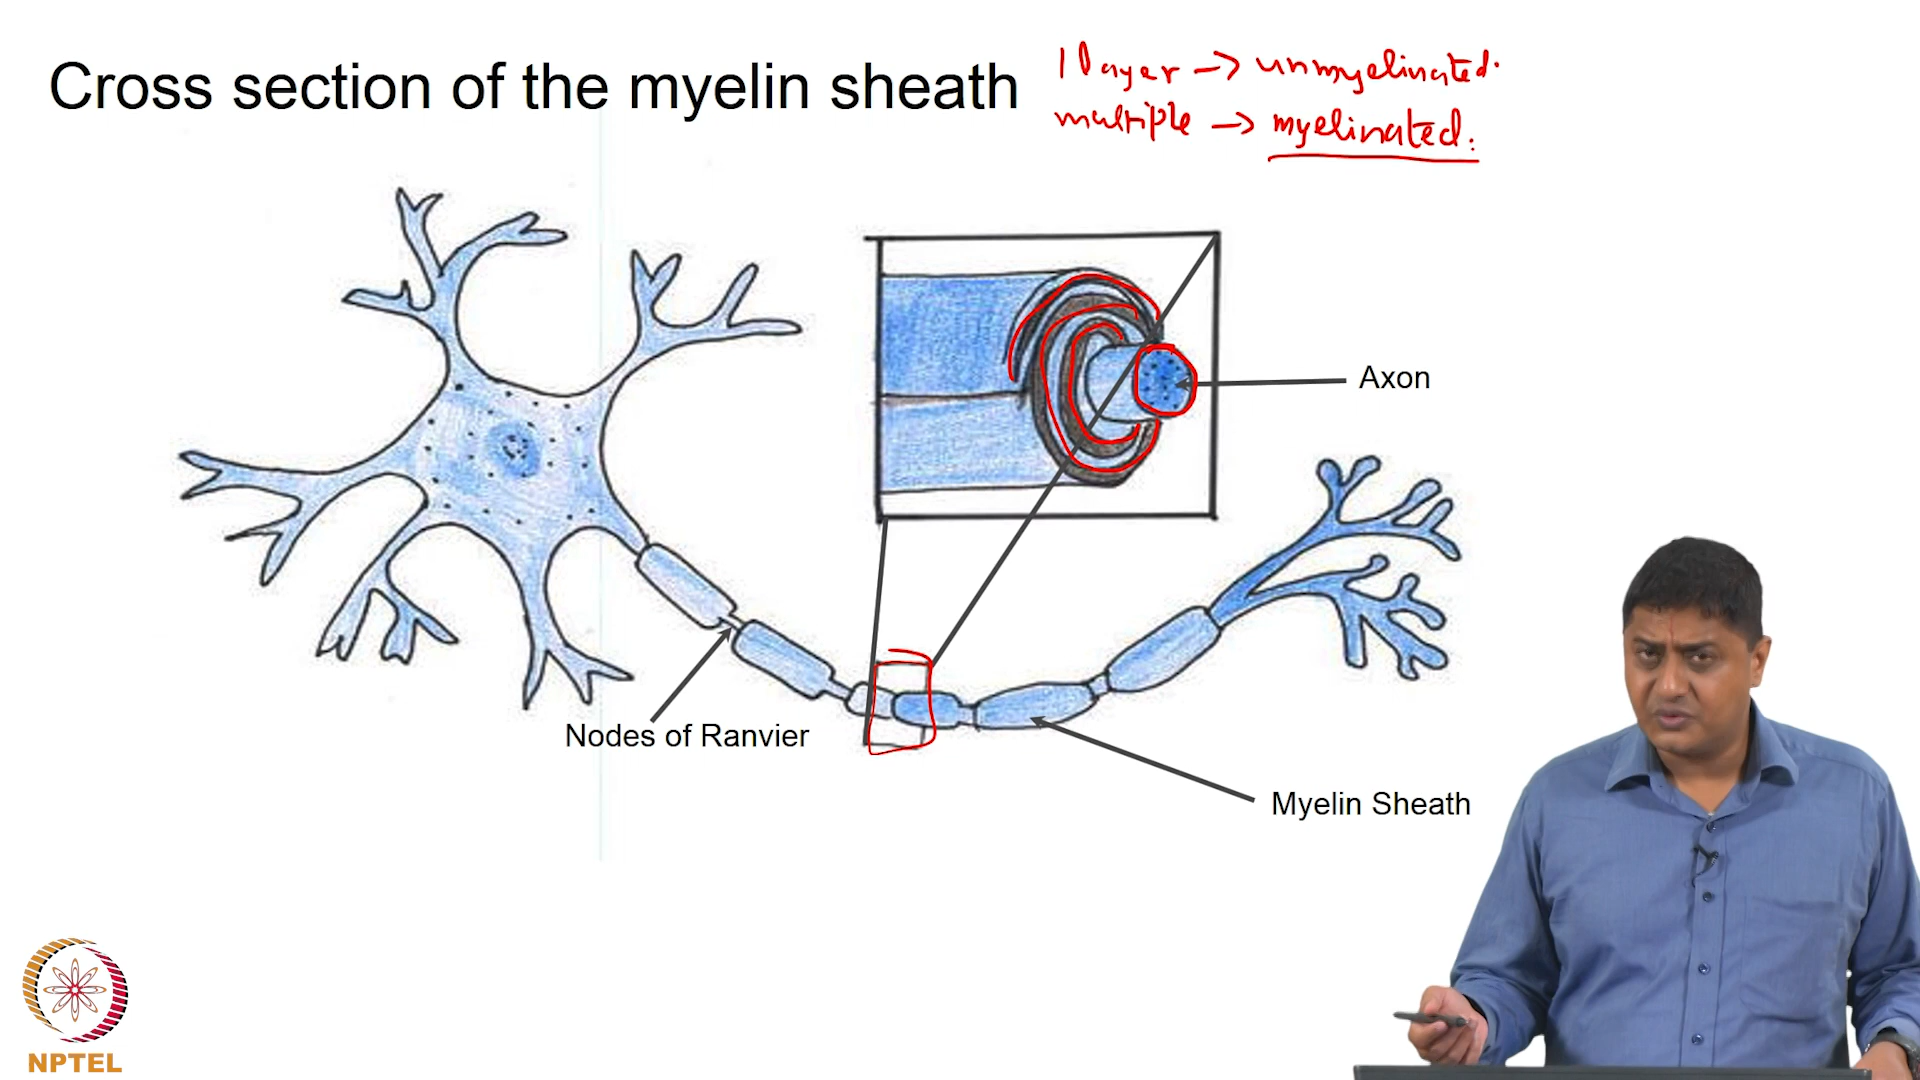 Cross section of the myelin sheath
1 layer → unmyelinated.
multiple → myelinated.
Axon
Nodes of Ranvier
Myelin Sheath
NPTEL